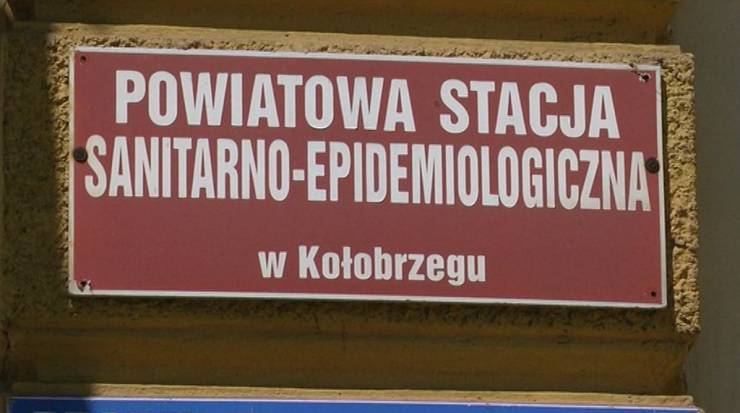 POWIATOWA STACJA
SANITARNO-EPIDEMIOLOGICZNA
w Kołobrzegu